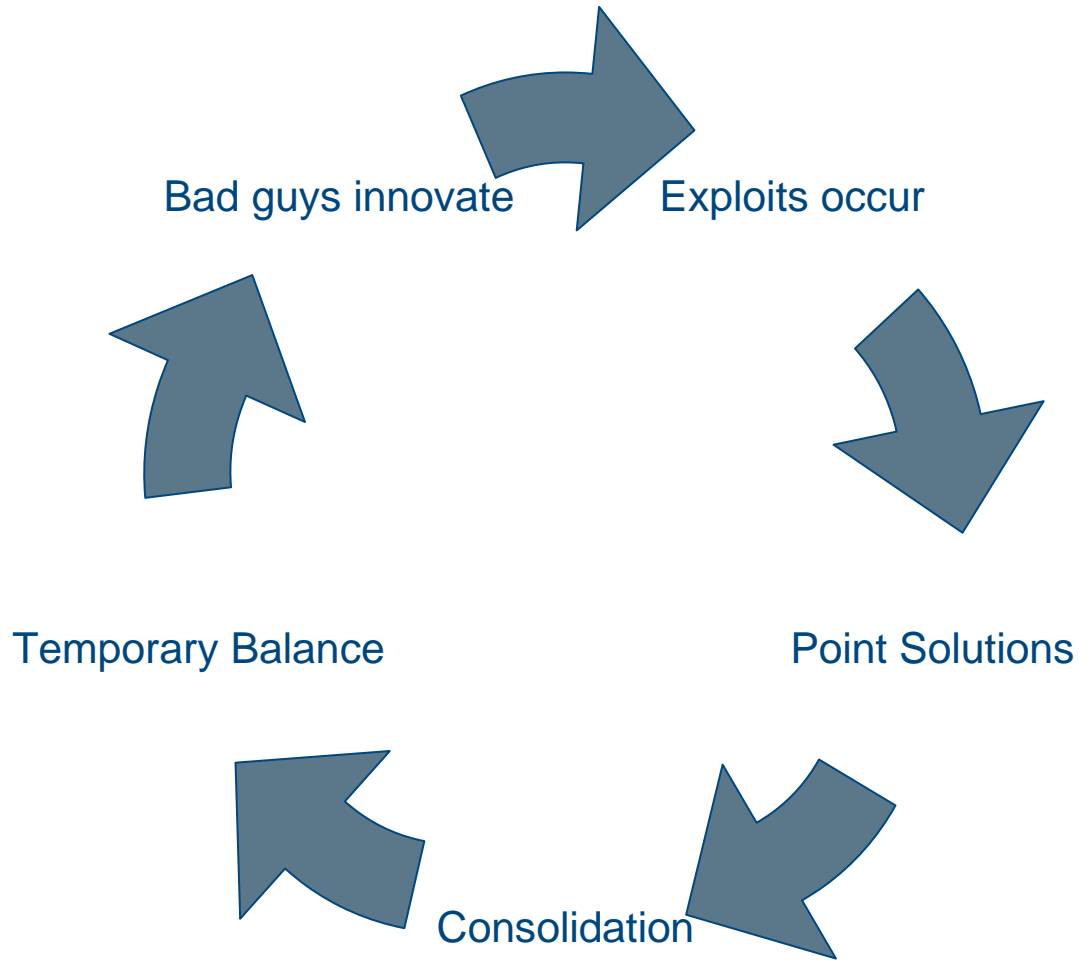 Bad guys innovate
Exploits occur
Temporary Balance
Point Solutions
Consolidation